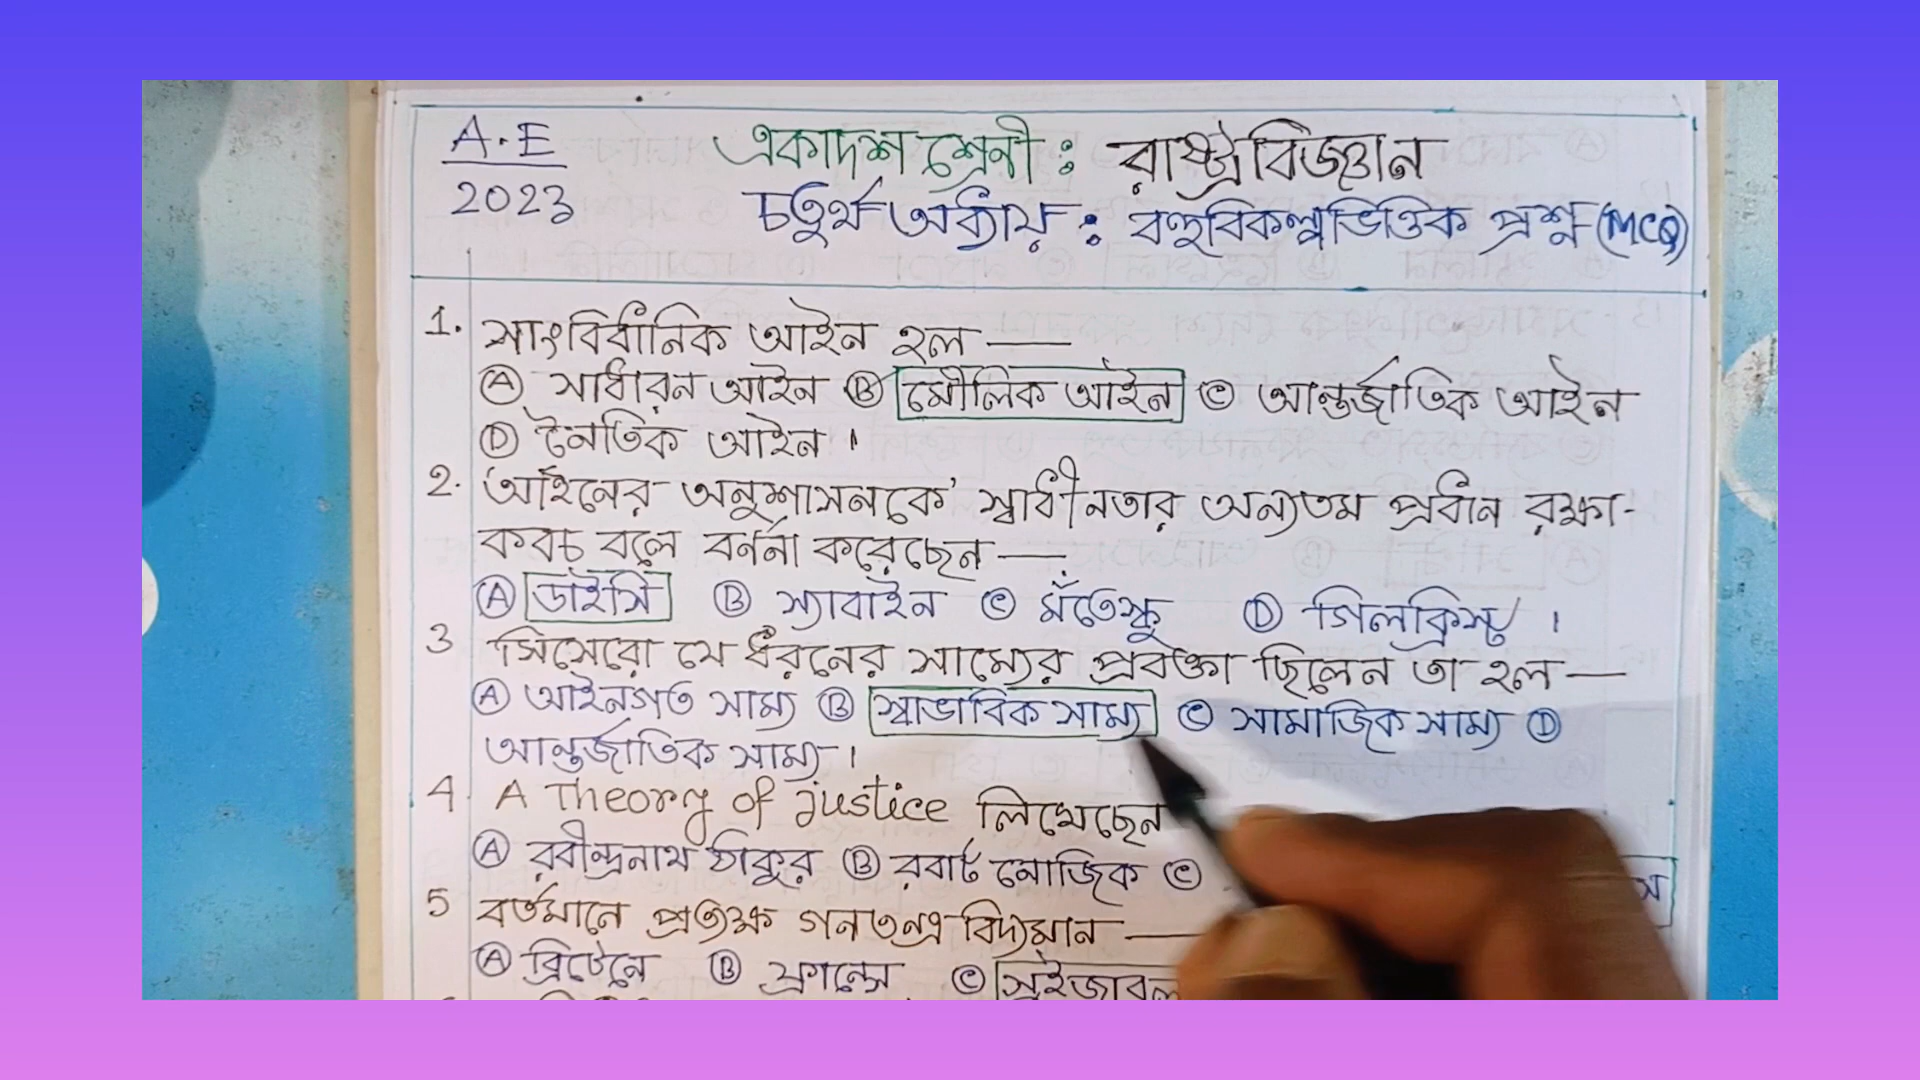 A.E
2023
একাদশ শ্রেনী : রাষ্ট্রবিজ্ঞান
চতুর্থ অধ্যায় : বহুবিকল্পভিত্তিক প্রশ্ন (MCQ)
1. সাংবিধানিক আইন হল —
Ⓐ সাধারন আইন Ⓑ মৌলিক আইন Ⓒ আন্তর্জাতিক আইন
Ⓓ নৈতিক আইন ।
2. 'আইনের অনুশাসনকে' স্বাধীনতার অন্যতম প্রধান রক্ষা-
কবচ বলে বর্ননা করেছেন —
Ⓐ ডাইসি Ⓑ স্যাবাইন Ⓒ মঁতেস্কু Ⓓ গিলক্রিস্ট ।
3 সিসেরো যে ধরনের সাম্যের প্রবক্তা ছিলেন তা হল —
Ⓐ আইনগত সাম্য Ⓑ স্বাভাবিক সাম্য Ⓒ সামাজিক সাম্য Ⓓ
আন্তর্জাতিক সাম্য ।
4. A Theory of justice লিখেছেন
Ⓐ রবীন্দ্রনাথ ঠাকুর Ⓑ রবার্ট নোজিক Ⓒ
5 বর্তমানে প্রত্যক্ষ গনতন্ত্র বিদ্যমান —
Ⓐ ব্রিটেনে Ⓑ ফ্রান্সে Ⓒ